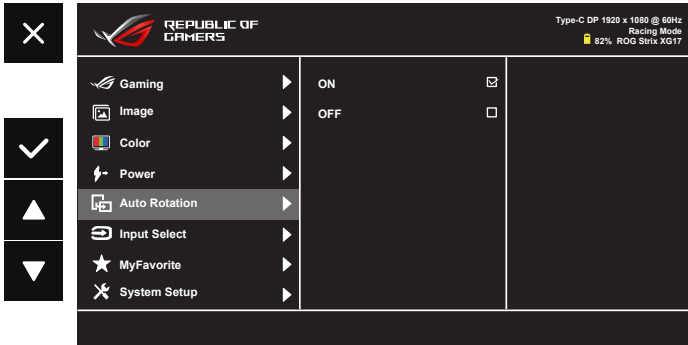 REPUBLIC OF
GAMERS
Type-C DP 1920 x 1080 @ 60Hz
Racing Mode
82% ROG Strix XG17
Gaming
Image
Color
Power
Auto Rotation
Input Select
MyFavorite
System Setup
ON
OFF